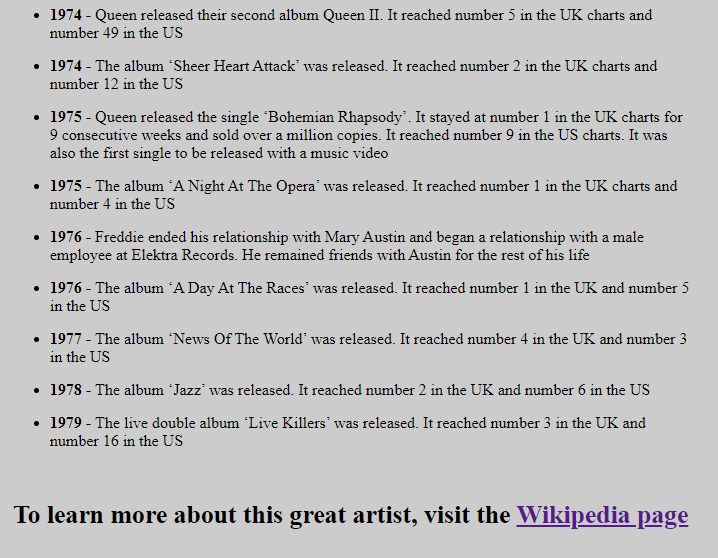 1974 - Queen released their second album Queen II. It reached number 5 in the UK charts and
number 49 in the US
1974 - The album ‘Sheer Heart Attack’ was released. It reached number 2 in the UK charts and
number 12 in the US
1975 - Queen released the single ‘Bohemian Rhapsody’. It stayed at number 1 in the UK charts for
9 consecutive weeks and sold over a million copies. It reached number 9 in the US charts. It was
also the first single to be released with a music video
1975 - The album ‘A Night At The Opera’ was released. It reached number 1 in the UK charts and
number 4 in the US
1976 - Freddie ended his relationship with Mary Austin and began a relationship with a male
employee at Elektra Records. He remained friends with Austin for the rest of his life
1976 - The album ‘A Day At The Races’ was released. It reached number 1 in the UK and number 5
in the US
1977 - The album ‘News Of The World’ was released. It reached number 4 in the UK and number 3
in the US
1978 - The album ‘Jazz’ was released. It reached number 2 in the UK and number 6 in the US
1979 - The live double album ‘Live Killers’ was released. It reached number 3 in the UK and
number 16 in the US
To learn more about this great artist, visit the Wikipedia page